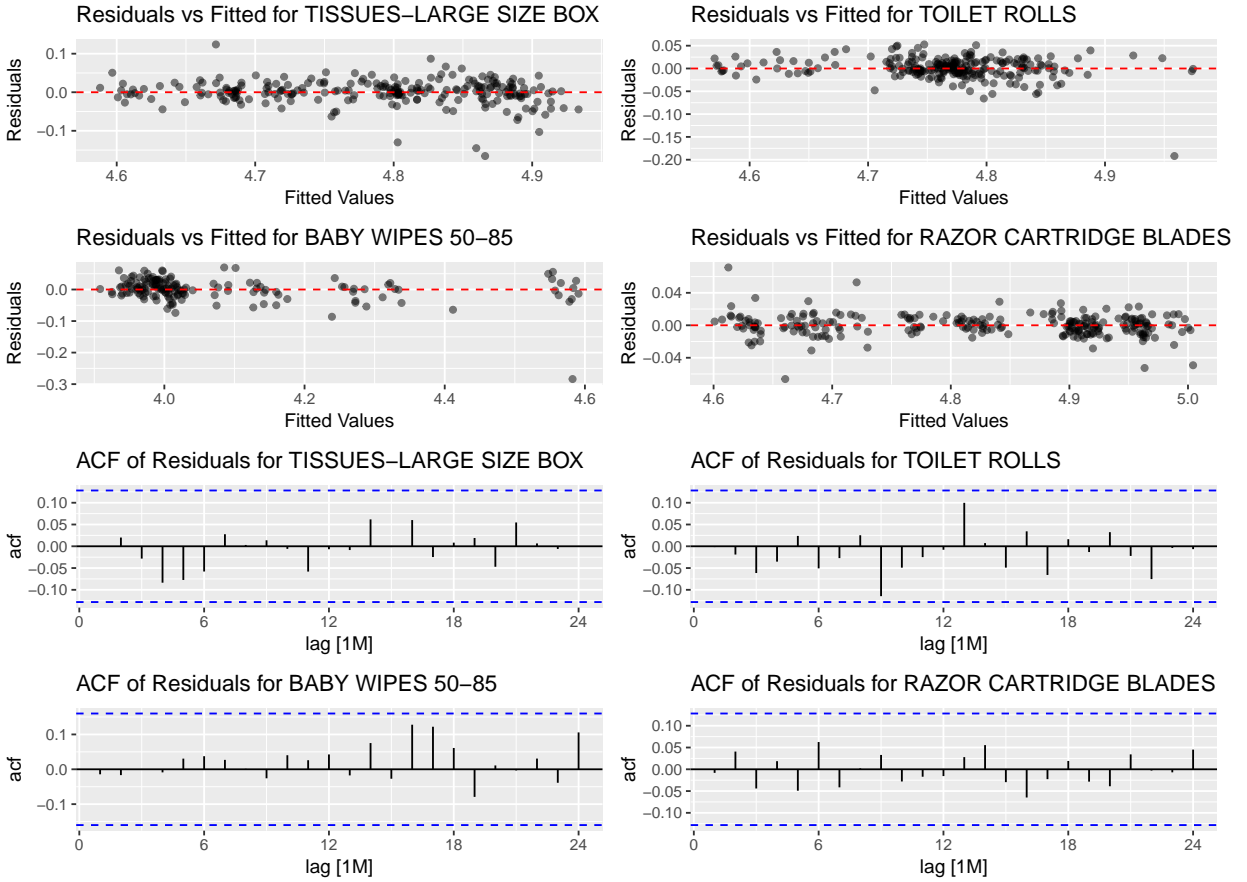 Residuals vs Fitted for TISSUES−LARGE SIZE BOX
Residuals
0.1
0.0
−0.1
4.6 4.7 4.8 4.9
Fitted Values
Residuals vs Fitted for TOILET ROLLS
Residuals
0.05
0.00
−0.05
−0.10
−0.15
−0.20
4.6 4.7 4.8 4.9
Fitted Values
Residuals vs Fitted for BABY WIPES 50−85
Residuals
0.0
−0.1
−0.2
−0.3
4.0 4.2 4.4 4.6
Fitted Values
Residuals vs Fitted for RAZOR CARTRIDGE BLADES
Residuals
0.04
0.00
−0.04
4.6 4.7 4.8 4.9 5.0
Fitted Values
ACF of Residuals for TISSUES−LARGE SIZE BOX
acf
0.10
0.05
0.00
−0.05
−0.10
0 6 12 18 24
lag [1M]
ACF of Residuals for TOILET ROLLS
acf
0.10
0.05
0.00
−0.05
−0.10
0 6 12 18 24
lag [1M]
ACF of Residuals for BABY WIPES 50−85
acf
0.1
0.0
−0.1
0 6 12 18 24
lag [1M]
ACF of Residuals for RAZOR CARTRIDGE BLADES
acf
0.10
0.05
0.00
−0.05
−0.10
0 6 12 18 24
lag [1M]